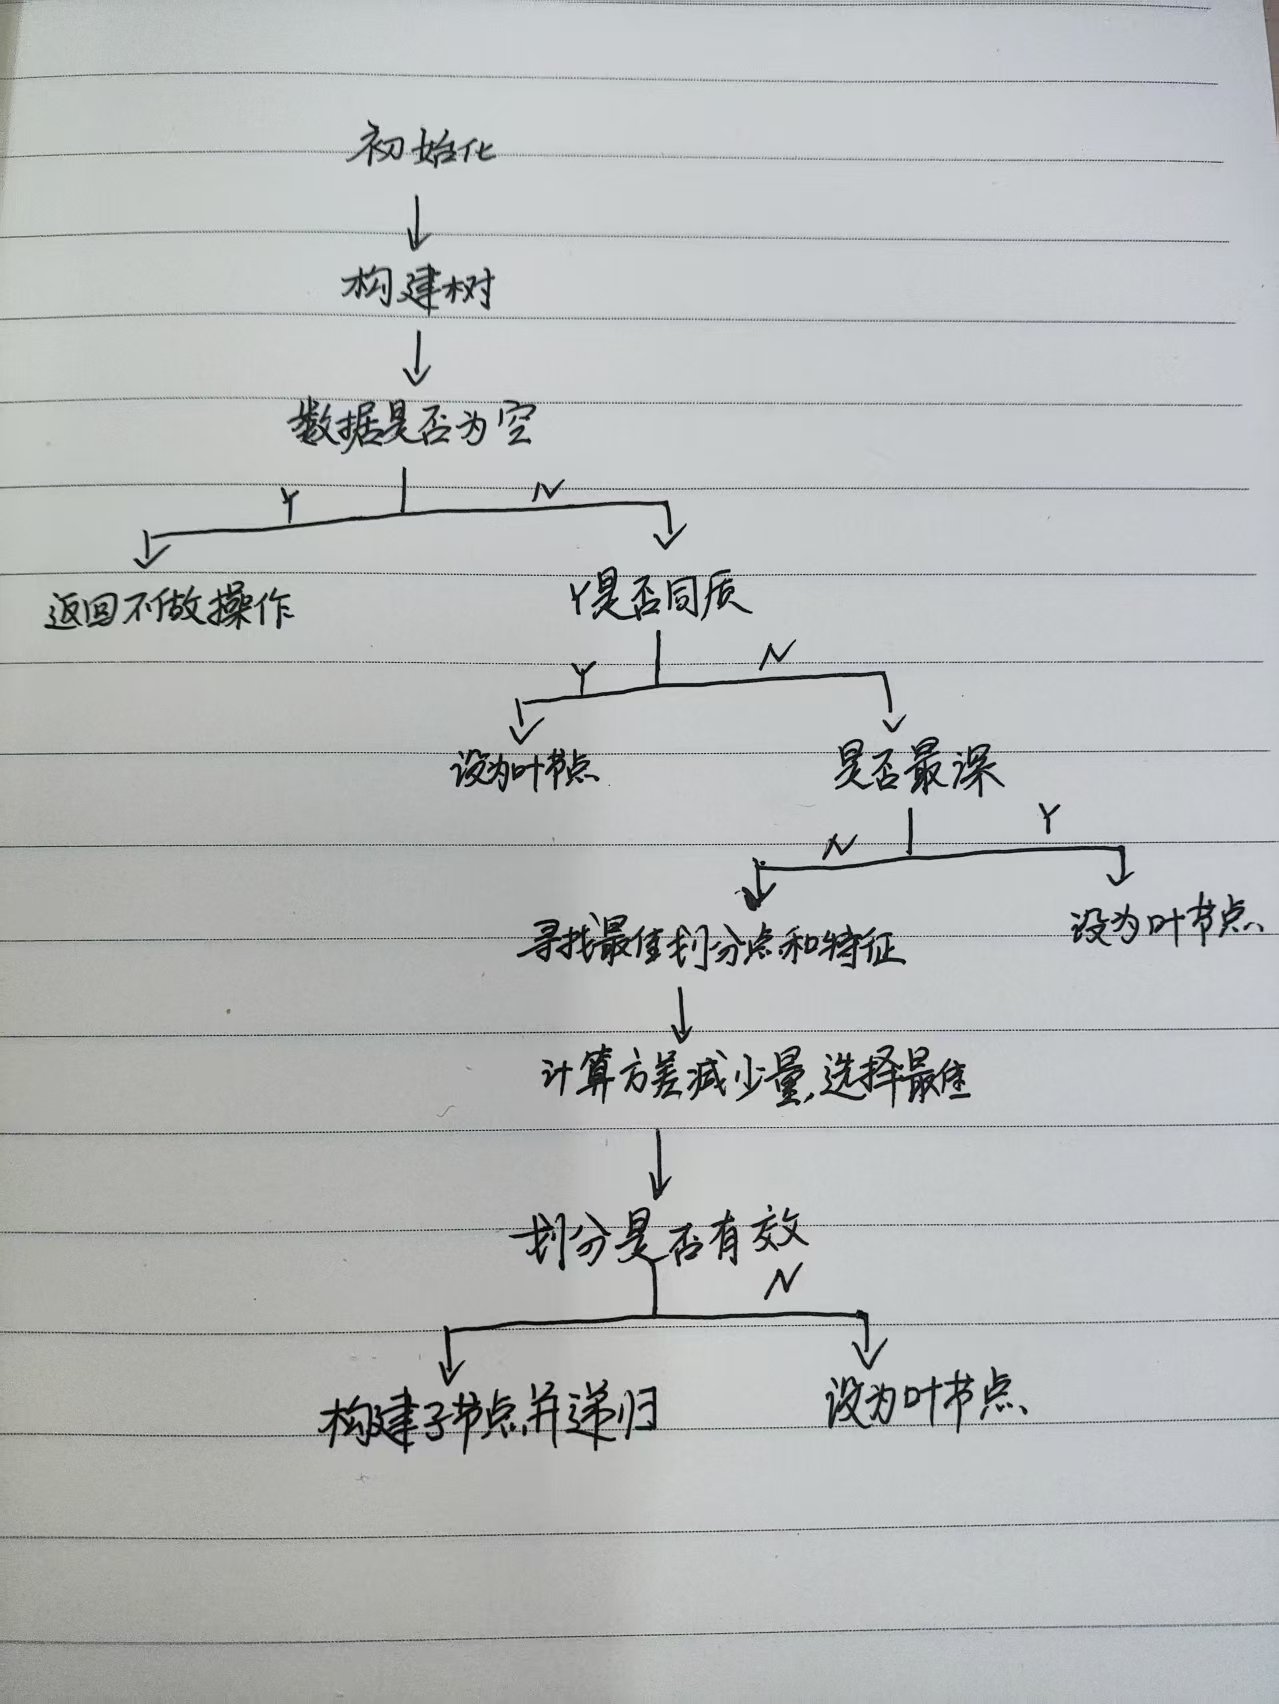 初始化
构建树
数据是否为空
Y
N
返回不做操作
Y是否同质
Y
N
设为叶节点
是否最深
N
Y
寻找最佳划分点和特征
设为叶节点
计算方差减少量,选择最佳
划分是否有效
N
构建子节点并递归
设为叶节点